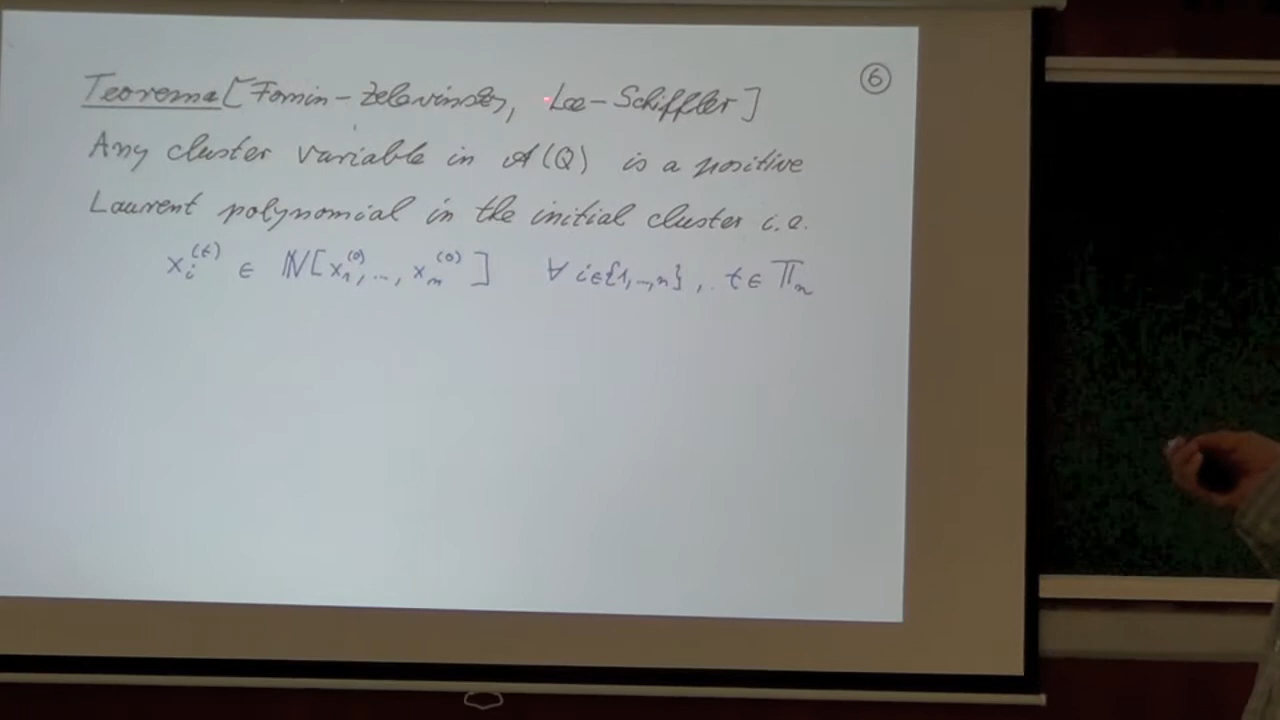 ⑥
Teorema [Fomin-Zelevinsky, Lee-Schiffler]
Any cluster variable in 𝒜(Q) is a positive
Laurent polynomial in the initial cluster i.e.
x_i^{(t)} ∈ ℕ[x_1^{(0)}, .., x_n^{(0)}] ∀ i∈{1,..,n}, t∈ 𝕋_n